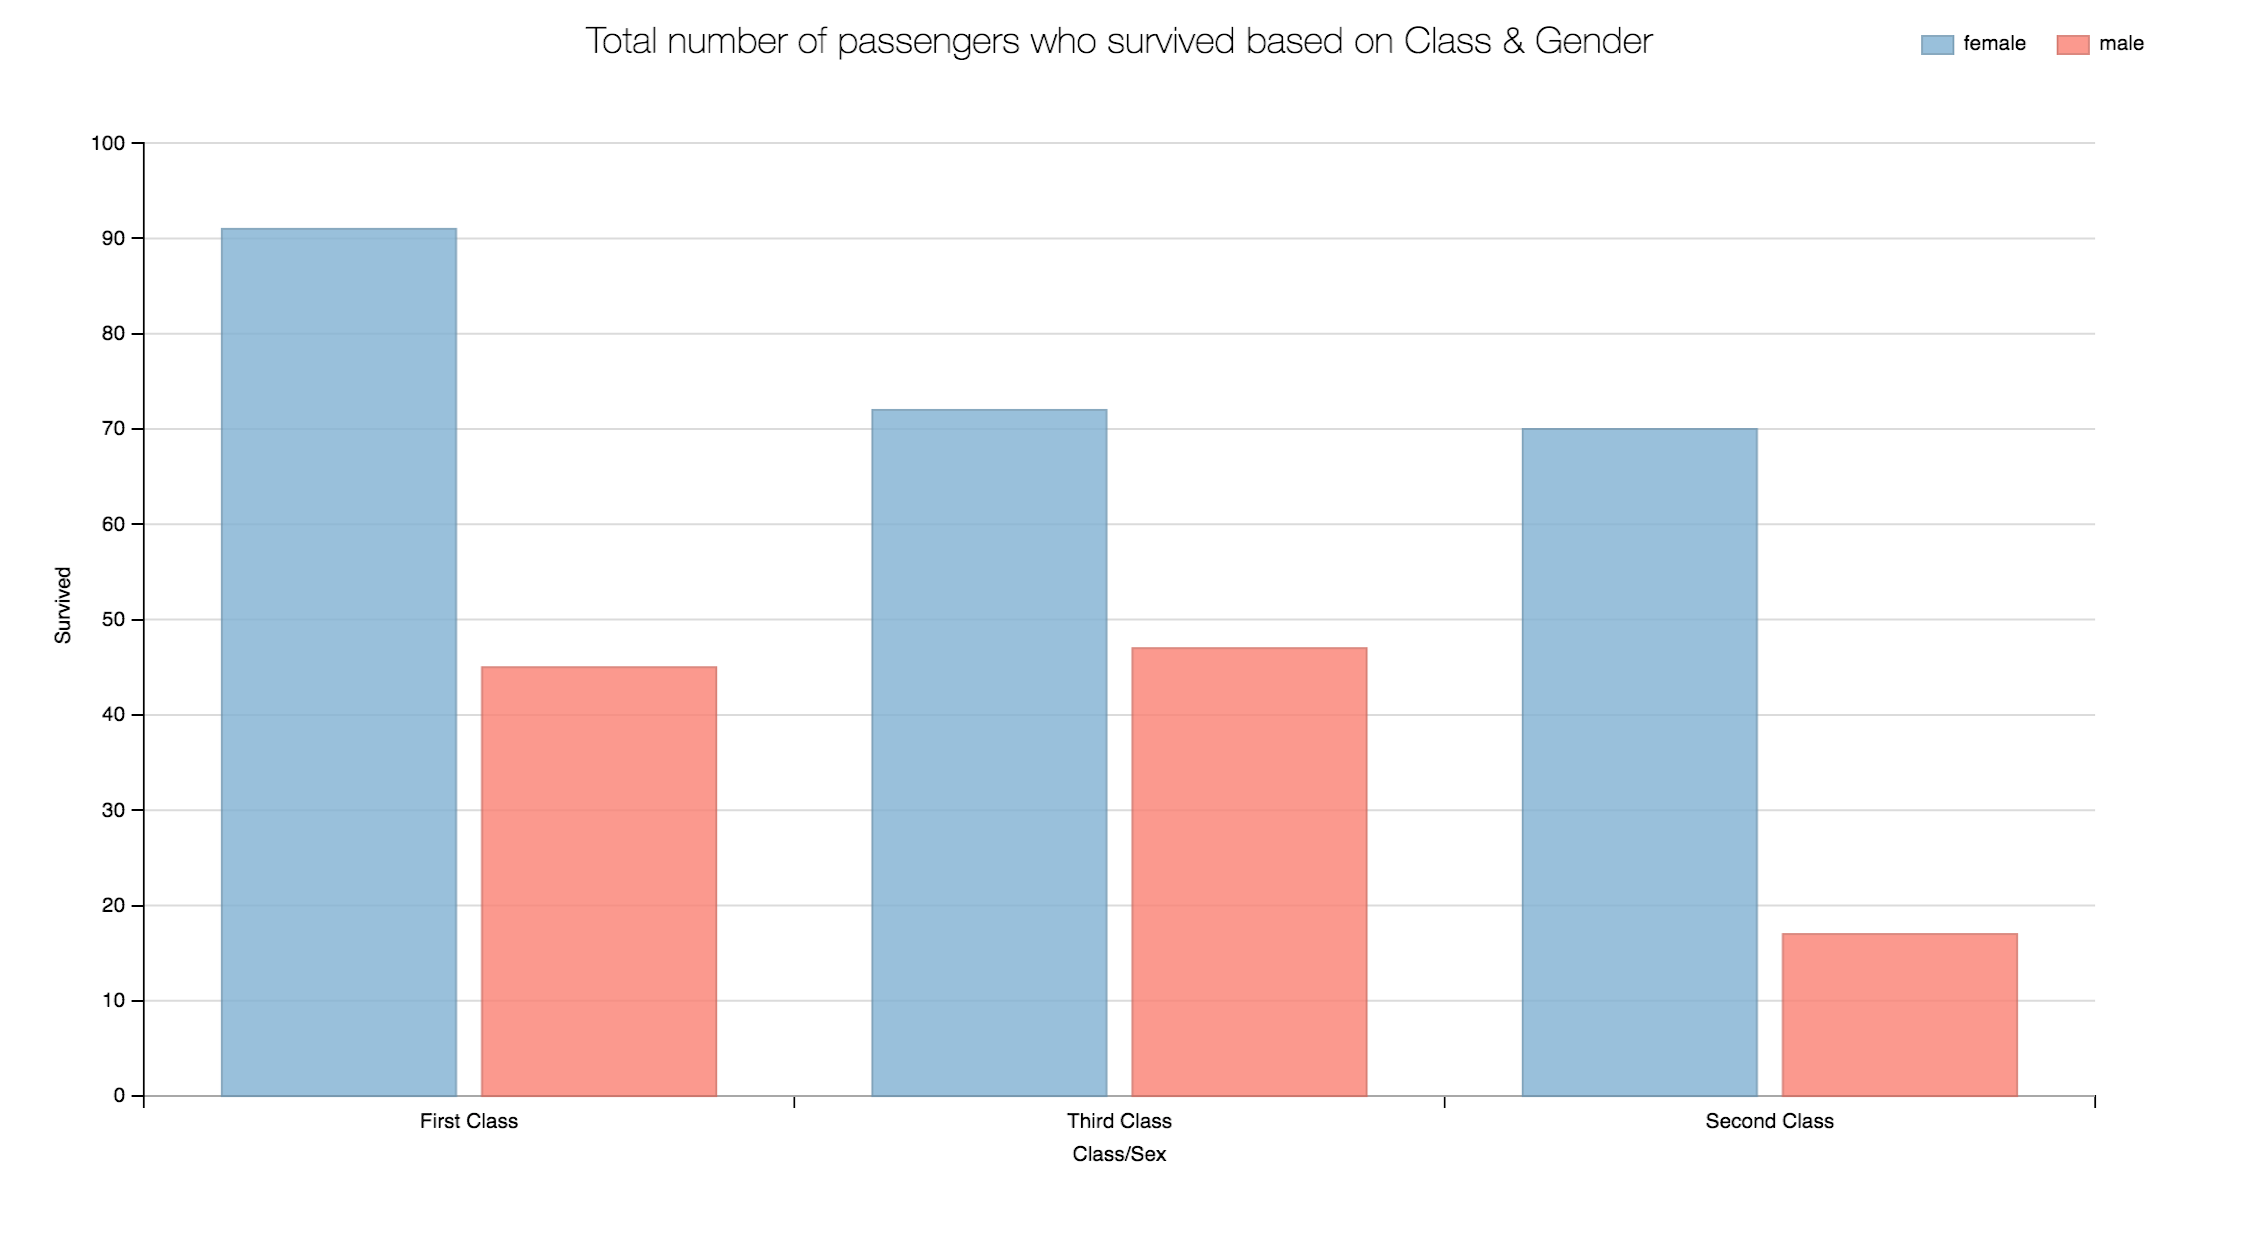 Total number of passengers who survived based on Class & Gender
female
male
100
90
80
70
60
50
40
30
20
10
0
Survived
First Class
Third Class
Second Class
Class/Sex